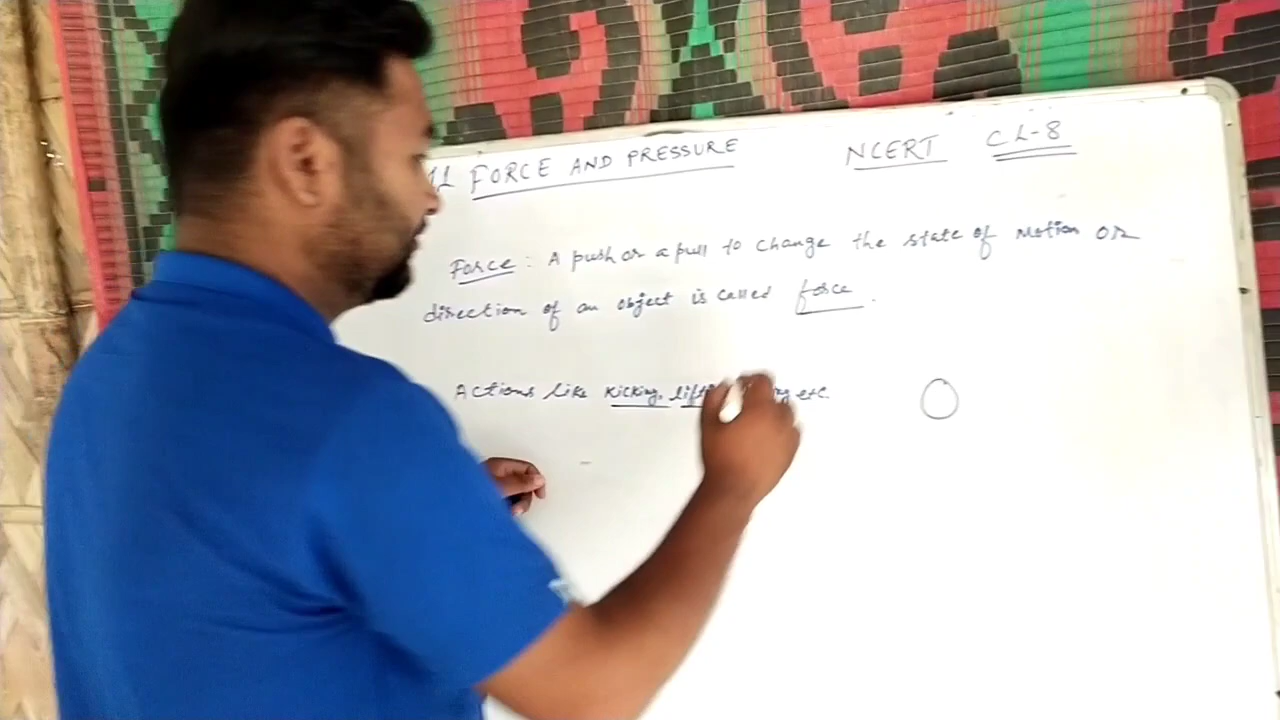 11 FORCE AND PRESSURE NCERT CL-8
Force : A push or a pull to change the state of motion or
direction of an object is called force.
Actions like kicking, etc.